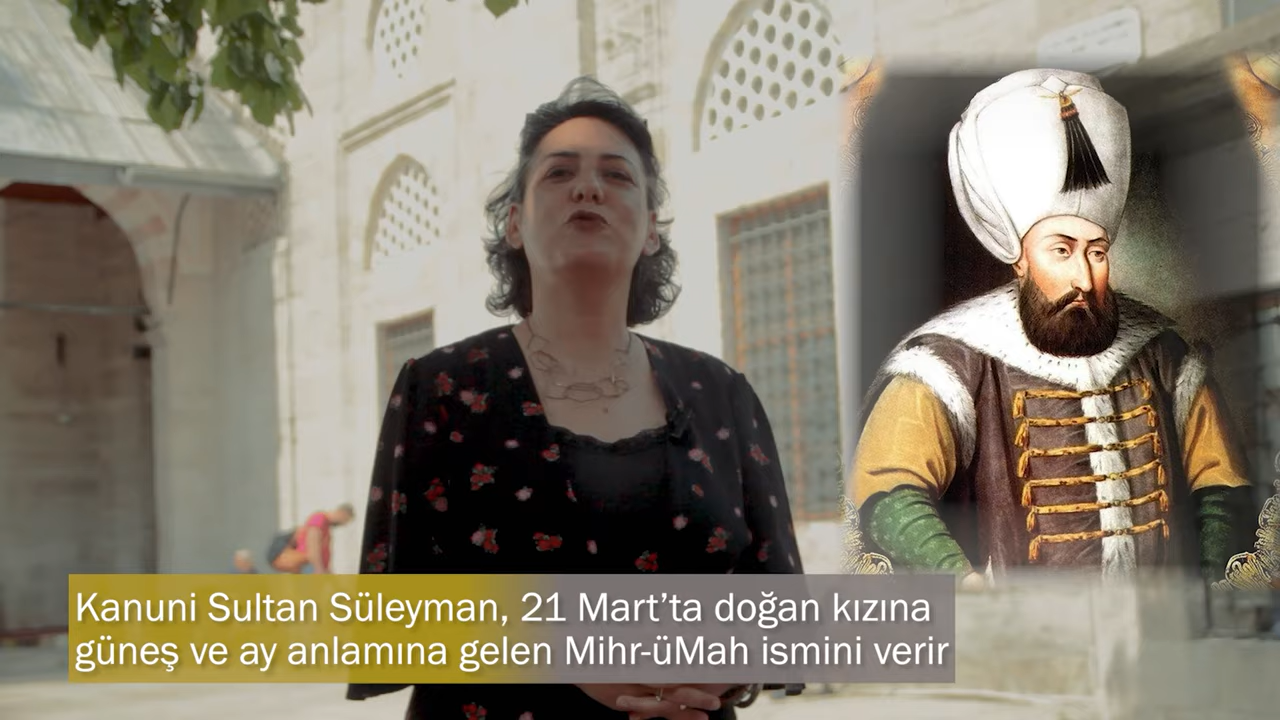 Kanuni Sultan Süleyman, 21 Mart’ta doğan kızına
güneş ve ay anlamına gelen Mihr-üMah ismini verir